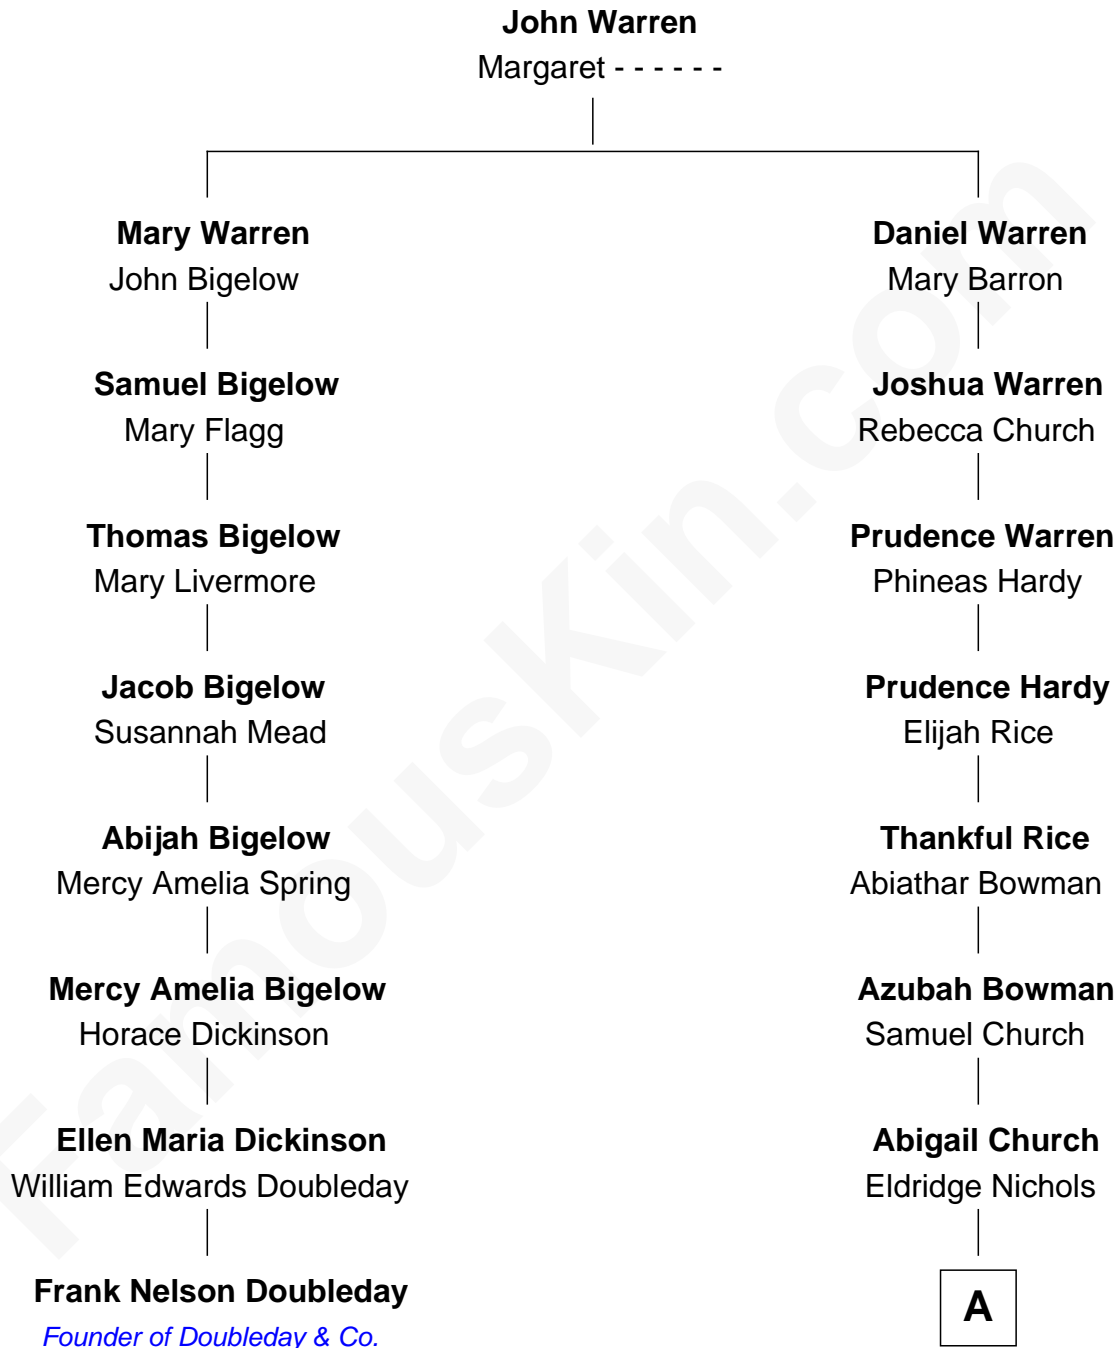 John Warren
Margaret - - - - - -
Mary Warren
John Bigelow
Daniel Warren
Mary Barron
Samuel Bigelow
Mary Flagg
Joshua Warren
Rebecca Church
Thomas Bigelow
Mary Livermore
Prudence Warren
Phineas Hardy
Jacob Bigelow
Susannah Mead
Prudence Hardy
Elijah Rice
Abijah Bigelow
Mercy Amelia Spring
Thankful Rice
Abiathar Bowman
Mercy Amelia Bigelow
Horace Dickinson
Azubah Bowman
Samuel Church
Ellen Maria Dickinson
William Edwards Doubleday
Abigail Church
Eldridge Nichols
Frank Nelson Doubleday
Founder of Doubleday & Co.
A
FamousKin.com